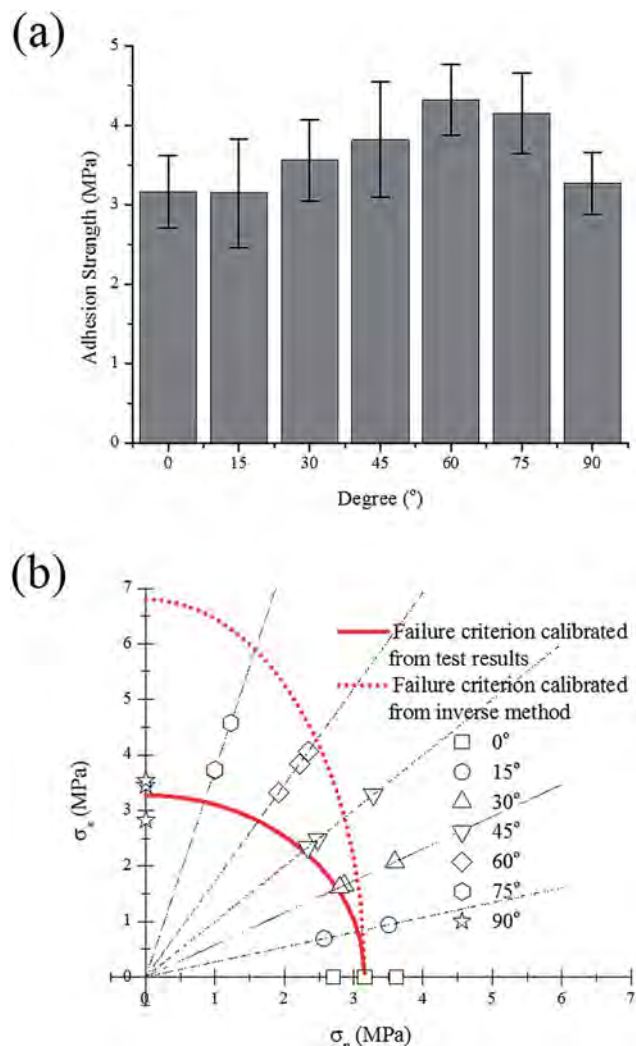 (a)
5
4
3
2
1
0
Adhesion Strength (MPa)
0 15 30 45 60 75 90
Degree (°)
(b)
7
6
5
4
3
2
1
0
σs (MPa)
Failure criterion calibrated
from test results
Failure criterion calibrated
from inverse method
0°
15°
30°
45°
60°
75°
90°
0 1 2 3 4 5 6 7
σn (MPa)